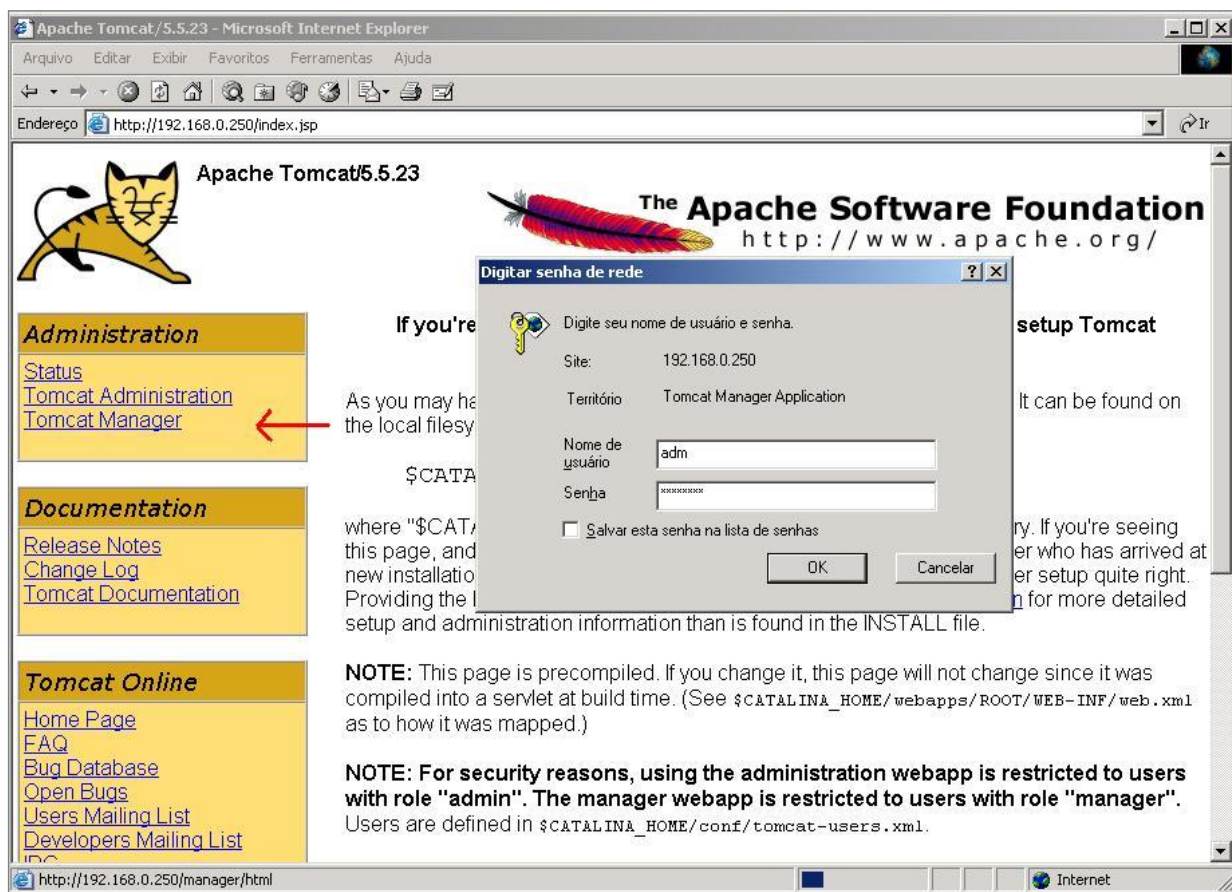 Apache Tomcat/5.5.23 - Microsoft Internet Explorer
Arquivo Editar Exibir Favoritos Ferramentas Ajuda
Endereço http://192.168.0.250/index.jsp Ir
Apache Tomcat/5.5.23
The Apache Software Foundation
http://www.apache.org/
Digitar senha de rede
Digite seu nome de usuário e senha.
Site: 192.168.0.250
Território Tomcat Manager Application
Nome de usuário adm
Senha ********
Salvar esta senha na lista de senhas
OK Cancelar
Administration
Status
Tomcat Administration
Tomcat Manager
Documentation
Release Notes
Change Log
Tomcat Documentation
Tomcat Online
Home Page
FAQ
Bug Database
Open Bugs
Users Mailing List
Developers Mailing List
If you're setup Tomcat
As you may ha It can be found on
the local filesy
$CATA
where "$CATA ry. If you're seeing
this page, and er who has arrived at
new installatio er setup quite right.
Providing the l n for more detailed
setup and administration information than is found in the INSTALL file.
NOTE: This page is precompiled. If you change it, this page will not change since it was
compiled into a servlet at build time. (See $CATALINA_HOME/webapps/ROOT/WEB-INF/web.xml
as to how it was mapped.)
NOTE: For security reasons, using the administration webapp is restricted to users
with role "admin". The manager webapp is restricted to users with role "manager".
Users are defined in $CATALINA_HOME/conf/tomcat-users.xml.
http://192.168.0.250/manager/html Internet